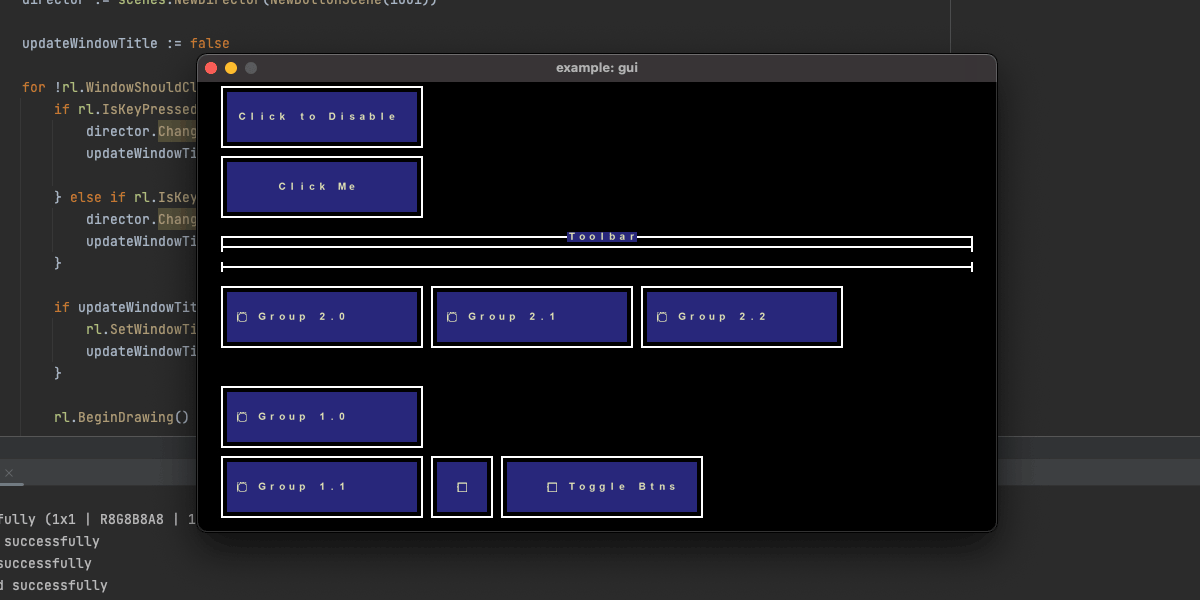 director := scenes.NewDirector(NewButtonScene(1001))
updateWindowTitle := false
for !rl.WindowShouldCl
if rl.IsKeyPressed
director.Chang
updateWindowTi
} else if rl.IsKey
director.Chang
updateWindowTi
}
if updateWindowTit
rl.SetWindowTi
updateWindowTi
}
rl.BeginDrawing()
fully (1x1 | R8G8B8A8 | 1
successfully
successfully
d successfully
example: gui
Click to Disable
Click Me
Toolbar
Group 2.0 Group 2.1 Group 2.2
Group 1.0
Group 1.1 Toggle Btns